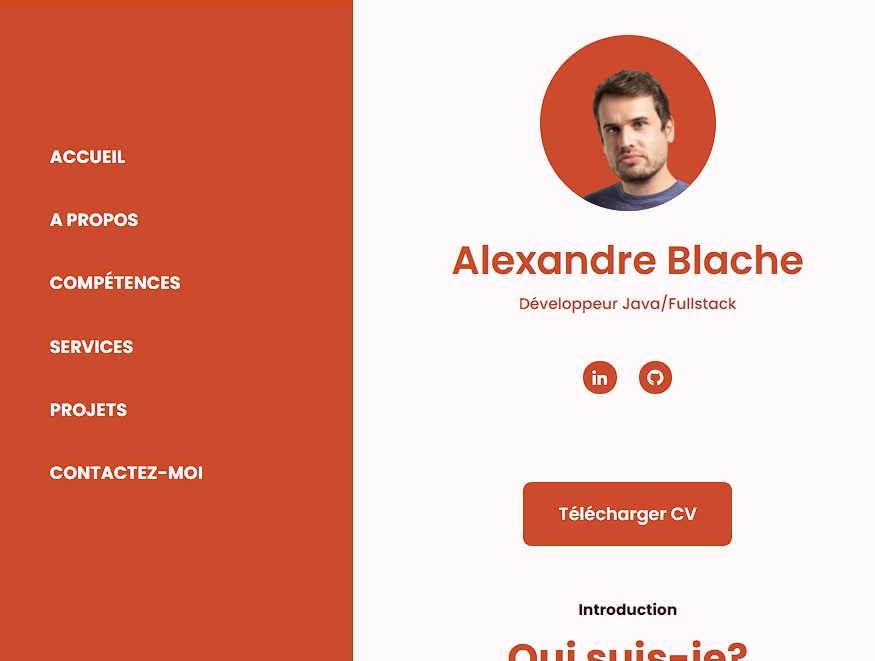 ACCUEIL
A PROPOS
COMPÉTENCES
SERVICES
PROJETS
CONTACTEZ-MOI
Alexandre Blache
Développeur Java/Fullstack
in
Télécharger CV
Introduction
Qui suis-je?